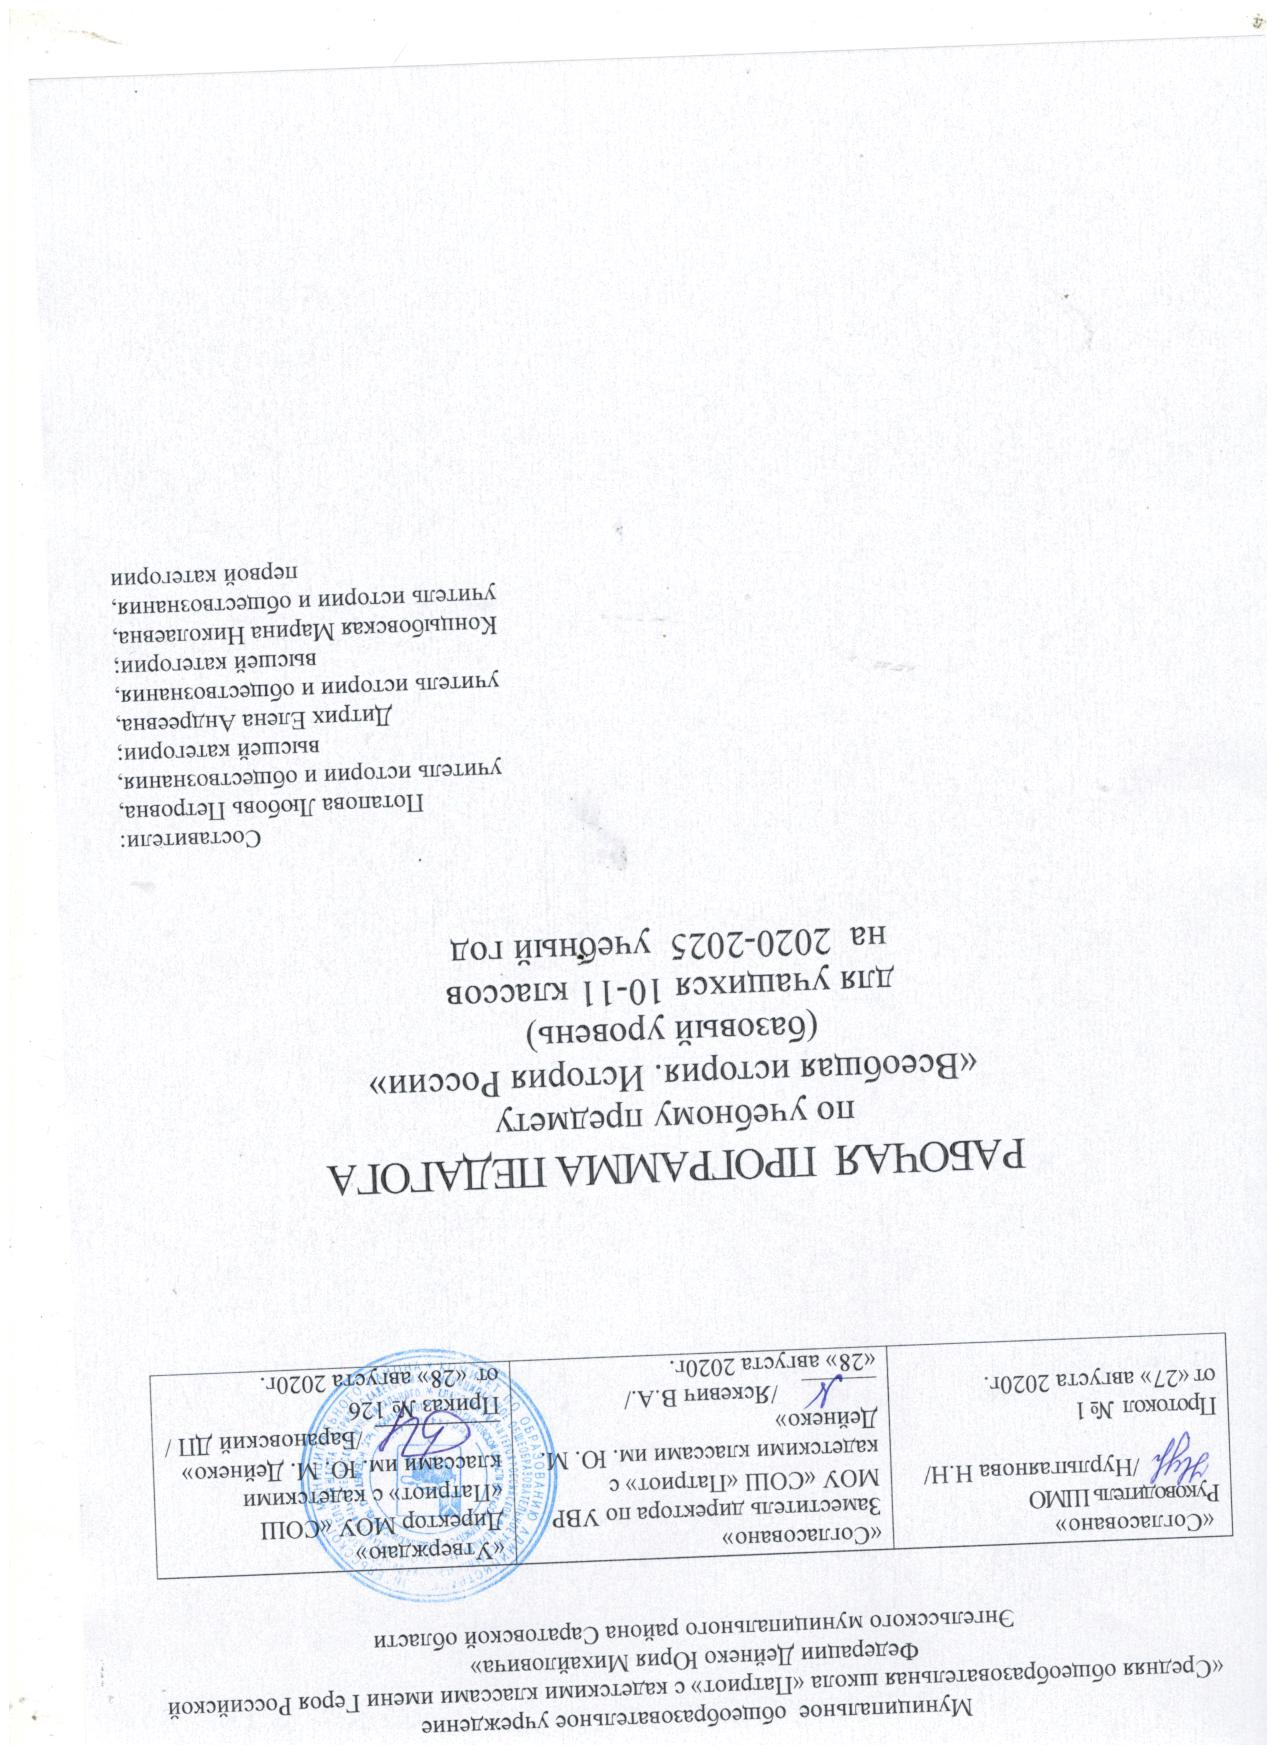 Муниципальное общеобразовательное учреждение
«Средняя общеобразовательная школа «Патриот» с кадетскими классами имени Героя Российской
Федерации Дейнеко Юрия Михайловича»
Энгельсского муниципального района Саратовской области
«Согласовано»
Руководитель ШМО
/Нурлыгаянова Н.Н/
Протокол № 1
от «27» августа 2020г.
«Согласовано»
Заместитель директора по УВР
МОУ «СОШ «Патриот» с
кадетскими классами им. Ю. М.
Дейнеко»
/Яскевич В.А./
«28» августа 2020г.
«Утверждаю»
Директор МОУ «СОШ
«Патриот» с кадетскими
классами им. Ю. М. Дейнеко»
/Барановский ДП /
Приказ № 126
от «28» августа 2020г.
РАБОЧАЯ ПРОГРАММА ПЕДАГОГА
по учебному предмету
«Всеобщая история. История России»
(базовый уровень)
для учащихся 10-11 классов
на 2020-2025 учебный год
Составители:
Потапова Любовь Петровна,
учитель истории и обществознания,
высшей категории;
Дитрих Елена Андреевна,
учитель истории и обществознания,
высшей категории;
Концыбовская Марина Николаевна,
учитель истории и обществознания,
первой категории